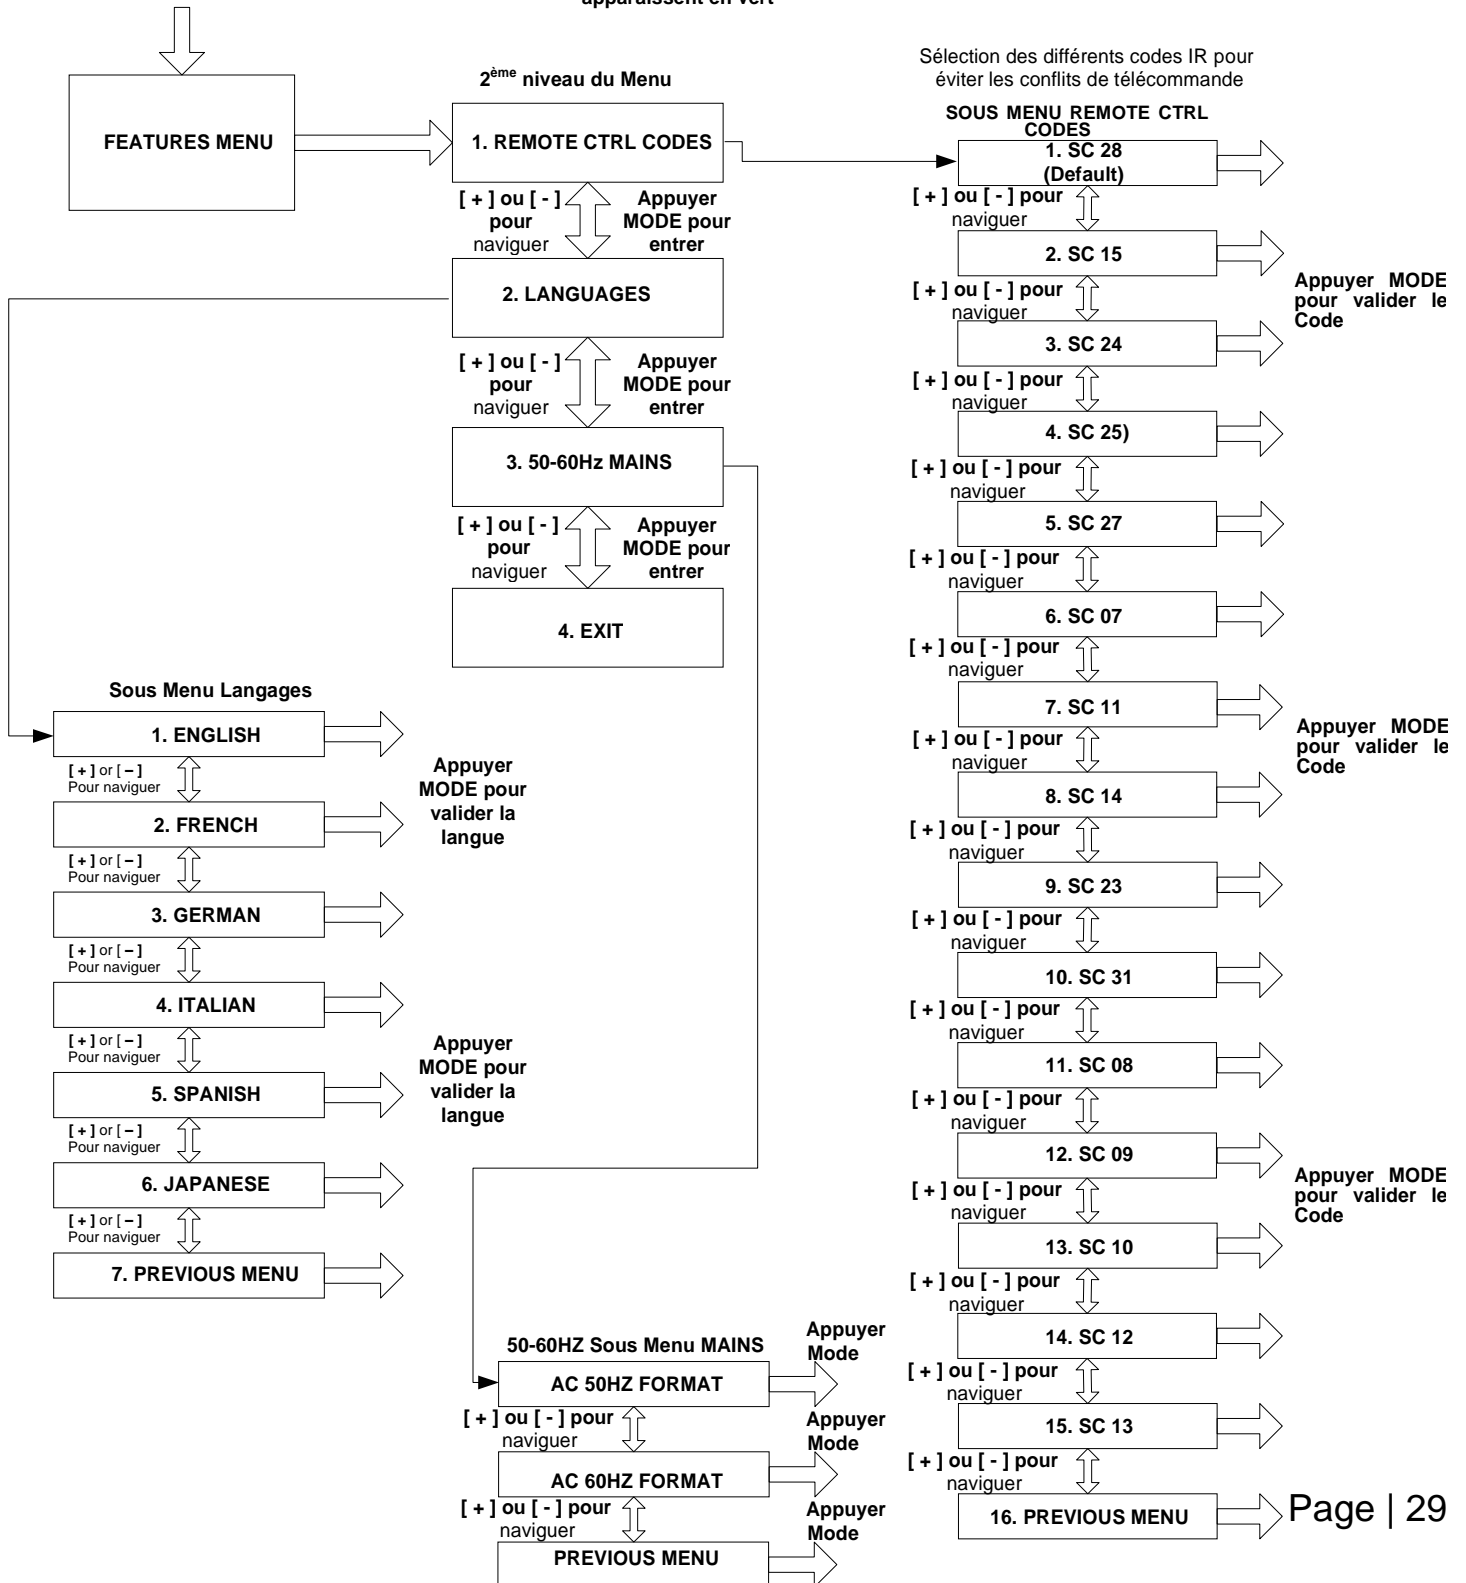 apparaissent en vert
FEATURES MENU
2ème niveau du Menu
1. REMOTE CTRL CODES
[ + ] ou [ - ]
pour
naviguer
Appuyer
MODE pour
entrer
2. LANGUAGES
[ + ] ou [ - ]
pour
naviguer
Appuyer
MODE pour
entrer
3. 50-60Hz MAINS
[ + ] ou [ - ]
pour
naviguer
Appuyer
MODE pour
entrer
4. EXIT
Sous Menu Langages
1. ENGLISH
[ + ] or [ – ]
Pour naviguer
2. FRENCH
[ + ] or [ – ]
Pour naviguer
3. GERMAN
[ + ] or [ – ]
Pour naviguer
4. ITALIAN
[ + ] or [ – ]
Pour naviguer
5. SPANISH
[ + ] or [ – ]
Pour naviguer
6. JAPANESE
[ + ] or [ – ]
Pour naviguer
7. PREVIOUS MENU
Appuyer
MODE pour
valider la
langue
Appuyer
MODE pour
valider la
langue
50-60HZ Sous Menu MAINS
AC 50HZ FORMAT
Appuyer
Mode
[ + ] ou [ - ] pour
naviguer
AC 60HZ FORMAT
Appuyer
Mode
[ + ] ou [ - ] pour
naviguer
PREVIOUS MENU
Appuyer
Mode
Sélection des différents codes IR pour
éviter les conflits de télécommande
SOUS MENU REMOTE CTRL
CODES
1. SC 28
(Default)
[ + ] ou [ - ] pour
naviguer
2. SC 15
[ + ] ou [ - ] pour
naviguer
3. SC 24
[ + ] ou [ - ] pour
naviguer
4. SC 25)
[ + ] ou [ - ] pour
naviguer
5. SC 27
[ + ] ou [ - ] pour
naviguer
6. SC 07
[ + ] ou [ - ] pour
naviguer
7. SC 11
[ + ] ou [ - ] pour
naviguer
8. SC 14
[ + ] ou [ - ] pour
naviguer
9. SC 23
[ + ] ou [ - ] pour
naviguer
10. SC 31
[ + ] ou [ - ] pour
naviguer
11. SC 08
[ + ] ou [ - ] pour
naviguer
12. SC 09
[ + ] ou [ - ] pour
naviguer
13. SC 10
[ + ] ou [ - ] pour
naviguer
14. SC 12
[ + ] ou [ - ] pour
naviguer
15. SC 13
[ + ] ou [ - ] pour
naviguer
16. PREVIOUS MENU
Appuyer MODE
pour valider le
Code
Appuyer MODE
pour valider le
Code
Appuyer MODE
pour valider le
Code
Page | 29